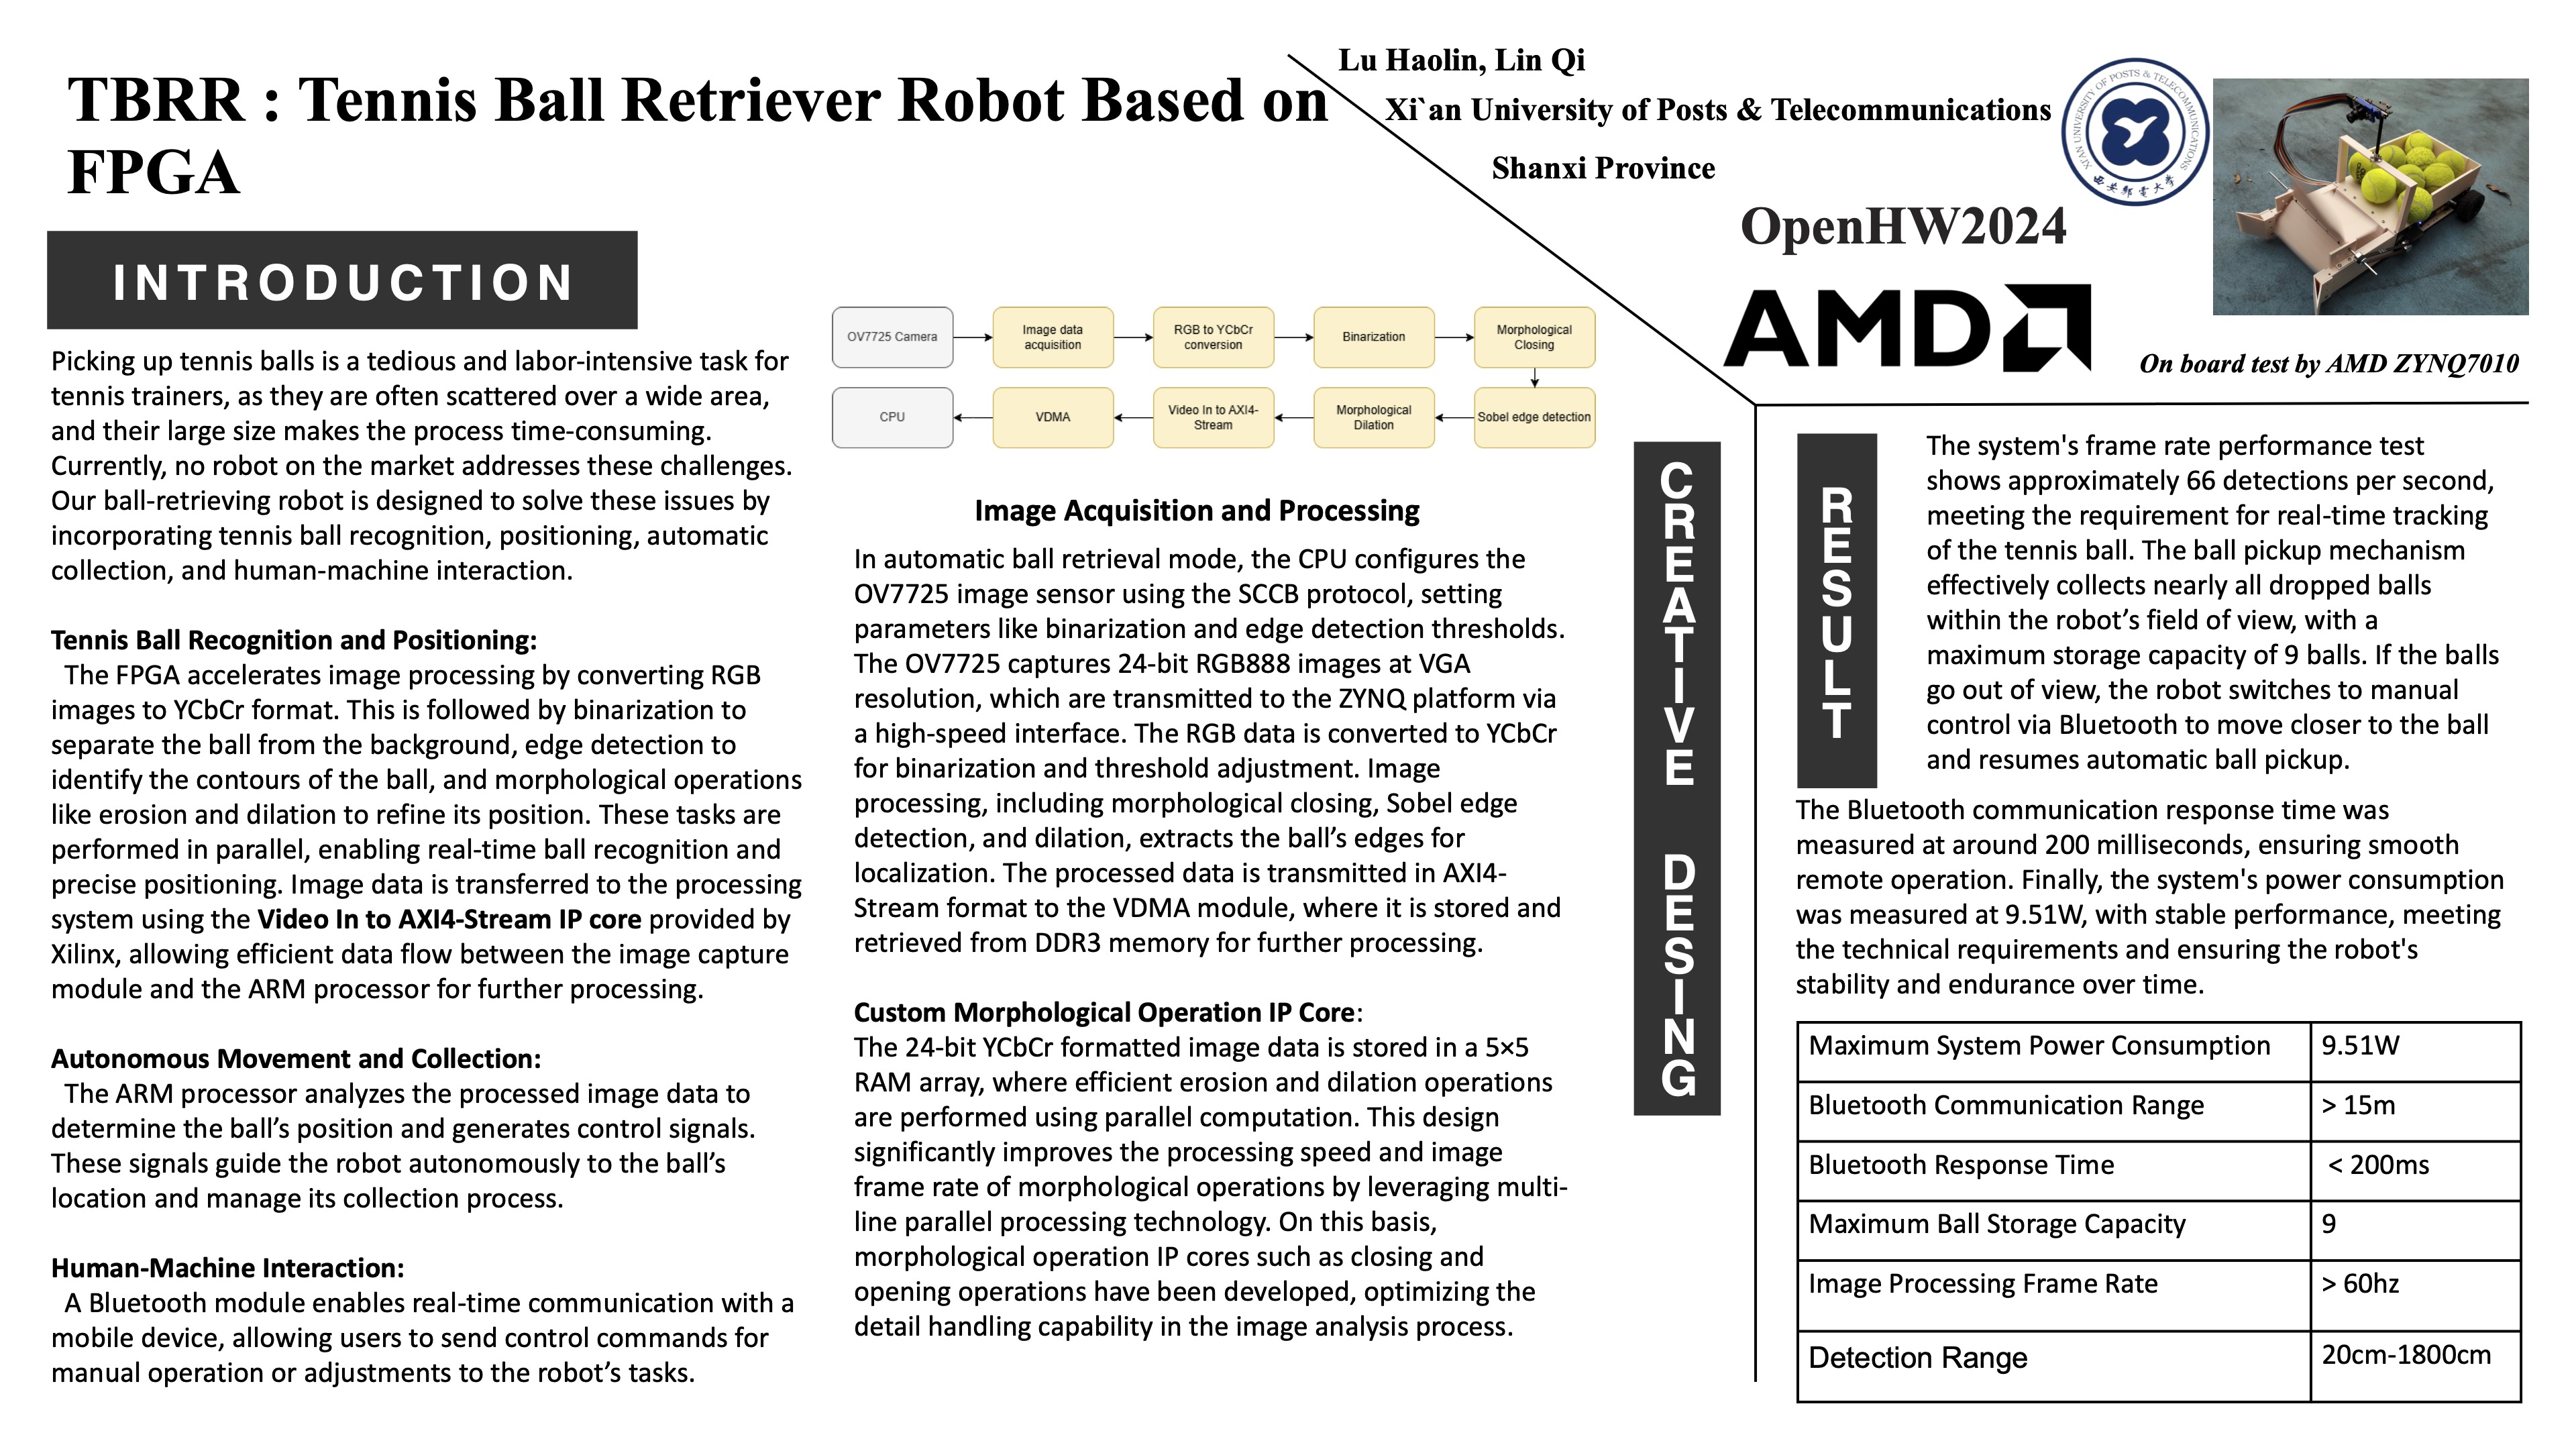 TBRR : Tennis Ball Retriever Robot Based on
FPGA
Lu Haolin, Lin Qi
Xi`an University of Posts & Telecommunications
Shanxi Province
XI'AN UNIVERSITY OF POSTS & TELECOMMUNICATIONS
西安邮电大学
OpenHW2024
AMD
On board test by AMD ZYNQ7010
INTRODUCTION
Picking up tennis balls is a tedious and labor-intensive task for
tennis trainers, as they are often scattered over a wide area,
and their large size makes the process time-consuming.
Currently, no robot on the market addresses these challenges.
Our ball-retrieving robot is designed to solve these issues by
incorporating tennis ball recognition, positioning, automatic
collection, and human-machine interaction.
Tennis Ball Recognition and Positioning:
The FPGA accelerates image processing by converting RGB
images to YCbCr format. This is followed by binarization to
separate the ball from the background, edge detection to
identify the contours of the ball, and morphological operations
like erosion and dilation to refine its position. These tasks are
performed in parallel, enabling real-time ball recognition and
precise positioning. Image data is transferred to the processing
system using the Video In to AXI4-Stream IP core provided by
Xilinx, allowing efficient data flow between the image capture
module and the ARM processor for further processing.
Autonomous Movement and Collection:
The ARM processor analyzes the processed image data to
determine the ball’s position and generates control signals.
These signals guide the robot autonomously to the ball’s
location and manage its collection process.
Human-Machine Interaction:
A Bluetooth module enables real-time communication with a
mobile device, allowing users to send control commands for
manual operation or adjustments to the robot’s tasks.
OV7725 Camera
Image data
acquisition
RGB to YCbCr
conversion
Binarization
Morphological
Closing
CPU
VDMA
Video In to AXI4-
Stream
Morphological
Dilation
Sobel edge detection
Image Acquisition and Processing
In automatic ball retrieval mode, the CPU configures the
OV7725 image sensor using the SCCB protocol, setting
parameters like binarization and edge detection thresholds.
The OV7725 captures 24-bit RGB888 images at VGA
resolution, which are transmitted to the ZYNQ platform via
a high-speed interface. The RGB data is converted to YCbCr
for binarization and threshold adjustment. Image
processing, including morphological closing, Sobel edge
detection, and dilation, extracts the ball’s edges for
localization. The processed data is transmitted in AXI4-
Stream format to the VDMA module, where it is stored and
retrieved from DDR3 memory for further processing.
Custom Morphological Operation IP Core:
The 24-bit YCbCr formatted image data is stored in a 5×5
RAM array, where efficient erosion and dilation operations
are performed using parallel computation. This design
significantly improves the processing speed and image
frame rate of morphological operations by leveraging multi-
line parallel processing technology. On this basis,
morphological operation IP cores such as closing and
opening operations have been developed, optimizing the
detail handling capability in the image analysis process.
CREATIVE DESING
RESULT
The system's frame rate performance test
shows approximately 66 detections per second,
meeting the requirement for real-time tracking
of the tennis ball. The ball pickup mechanism
effectively collects nearly all dropped balls
within the robot’s field of view, with a
maximum storage capacity of 9 balls. If the balls
go out of view, the robot switches to manual
control via Bluetooth to move closer to the ball
and resumes automatic ball pickup.
The Bluetooth communication response time was
measured at around 200 milliseconds, ensuring smooth
remote operation. Finally, the system's power consumption
was measured at 9.51W, with stable performance, meeting
the technical requirements and ensuring the robot's
stability and endurance over time.
Maximum System Power Consumption 9.51W
Bluetooth Communication Range > 15m
Bluetooth Response Time < 200ms
Maximum Ball Storage Capacity 9
Image Processing Frame Rate > 60hz
Detection Range 20cm-1800cm